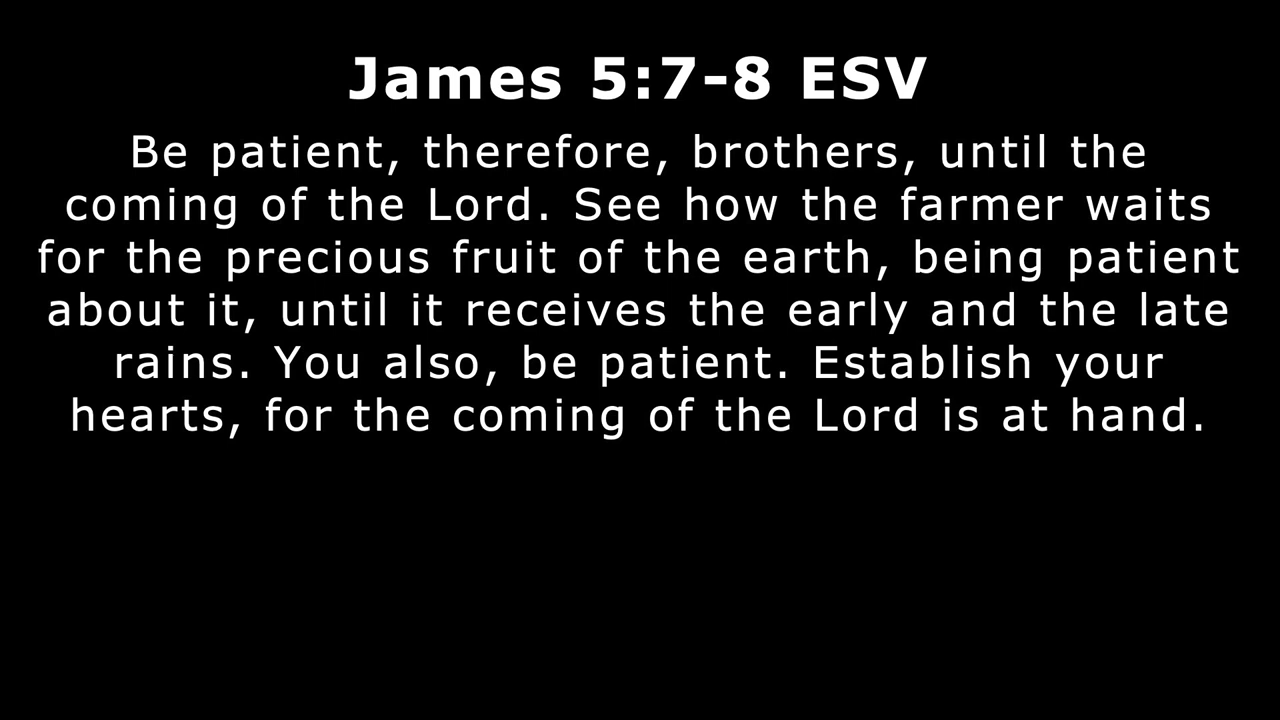 James 5:7-8 ESV
Be patient, therefore, brothers, until the
coming of the Lord. See how the farmer waits
for the precious fruit of the earth, being patient
about it, until it receives the early and the late
rains. You also, be patient. Establish your
hearts, for the coming of the Lord is at hand.